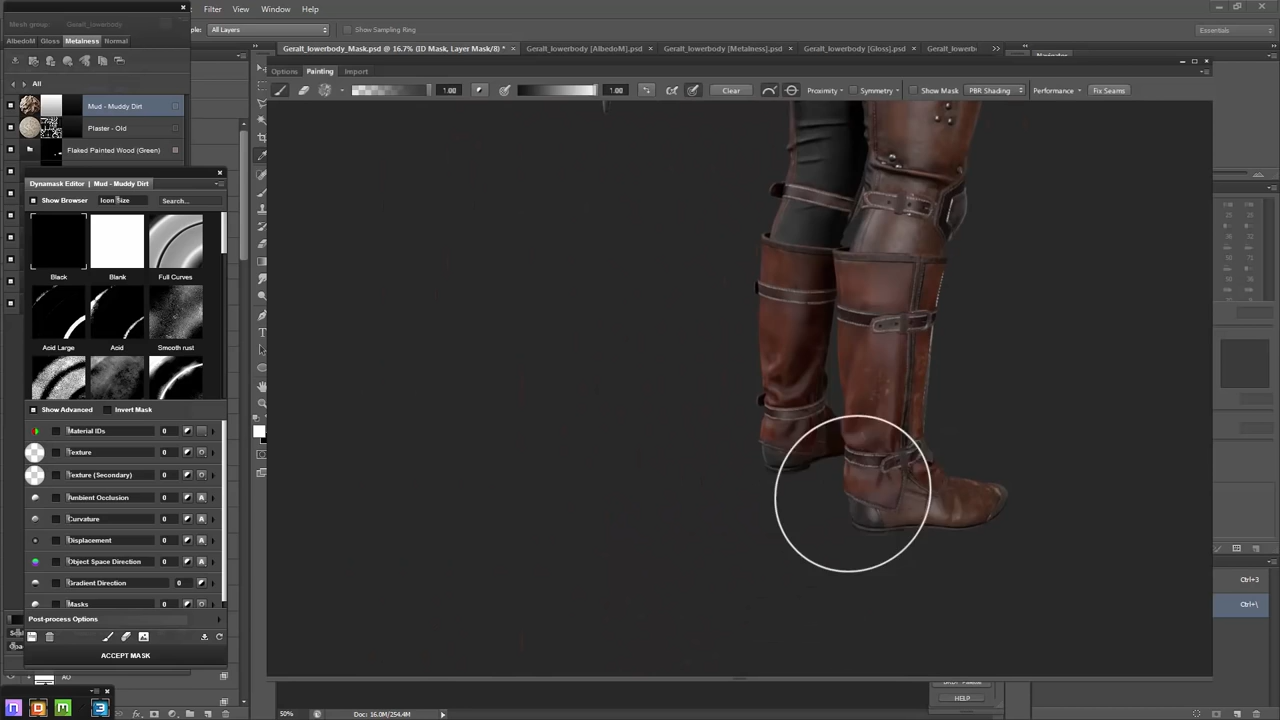 Filter View Window Help
Mesh group: Geralt_lowerbody
All Layers
Show Sampling Ring
Essentials
AlbedoM Gloss Metalness Normal
Geralt_lowerbody_Mask.psd @ 16.7% (ID Mask, Layer Mask/8) *
Geralt_lowerbody [AlbedoM].psd
Geralt_lowerbody [Metalness].psd
Geralt_lowerbody [Gloss].psd
Geralt_lowerb
Options Painting Import
All
1.00
1.00
Clear
Proximity
Symmetry
Show Mask
PBR Shading
Performance
Fix Seams
Mud - Muddy Dirt
Plaster - Old
Flaked Painted Wood (Green)
Dynamask Editor | Mud - Muddy Dirt
Show Browser
Icon Size
Search...
Black Blank Full Curves
Acid Large Acid Smooth rust
Show Advanced
Invert Mask
Material IDs 0
Texture 0
Texture (Secondary) 0
Ambient Occlusion 0
Curvature 0
Displacement 0
Object Space Direction 0
Gradient Direction 0
Masks 0
Post-process Options
ACCEPT MASK
AO
Ctrl+3
Ctrl+\
HELP
50%
Doc: 16.0M/254.4M